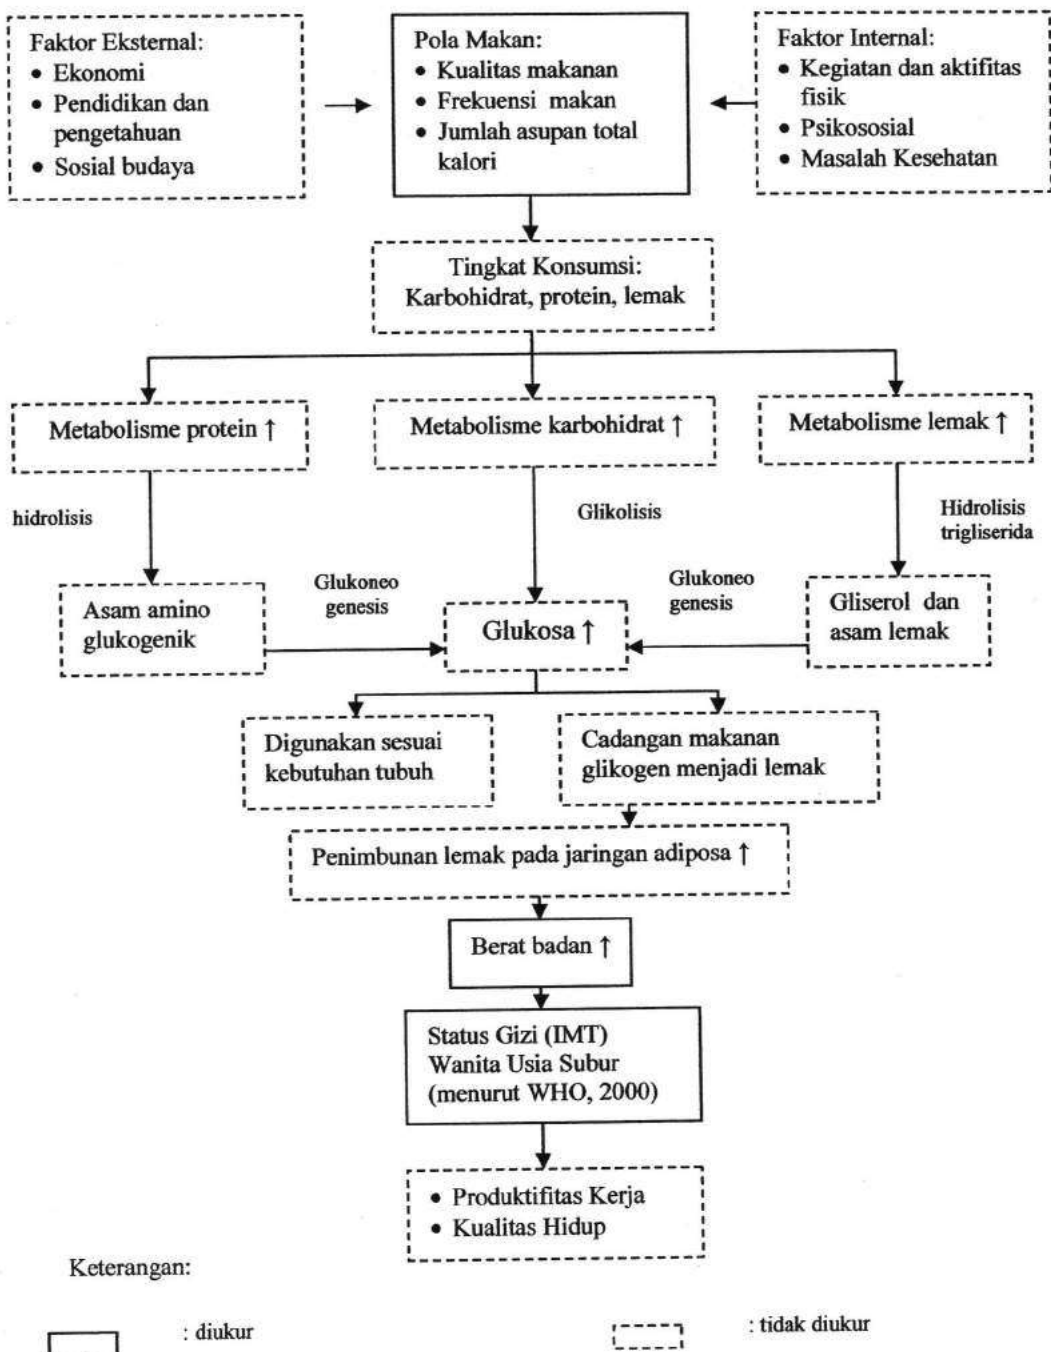 Faktor Eksternal:
• Ekonomi
• Pendidikan dan
pengetahuan
• Sosial budaya
Pola Makan:
• Kualitas makanan
• Frekuensi makan
• Jumlah asupan total
kalori
Faktor Internal:
• Kegiatan dan aktifitas
fisik
• Psikososial
• Masalah Kesehatan
Tingkat Konsumsi:
Karbohidrat, protein, lemak
Metabolisme protein ↑
Metabolisme karbohidrat ↑
Metabolisme lemak ↑
hidrolisis
Glikolisis
Hidrolisis
trigliserida
Asam amino
glukogenik
Glukoneo
genesis
Glukosa ↑
Glukoneo
genesis
Gliserol dan
asam lemak
Digunakan sesuai
kebutuhan tubuh
Cadangan makanan
glikogen menjadi lemak
Penimbunan lemak pada jaringan adiposa ↑
Berat badan ↑
Status Gizi (IMT)
Wanita Usia Subur
(menurut WHO, 2000)
• Produktifitas Kerja
• Kualitas Hidup
Keterangan:
: diukur
: tidak diukur